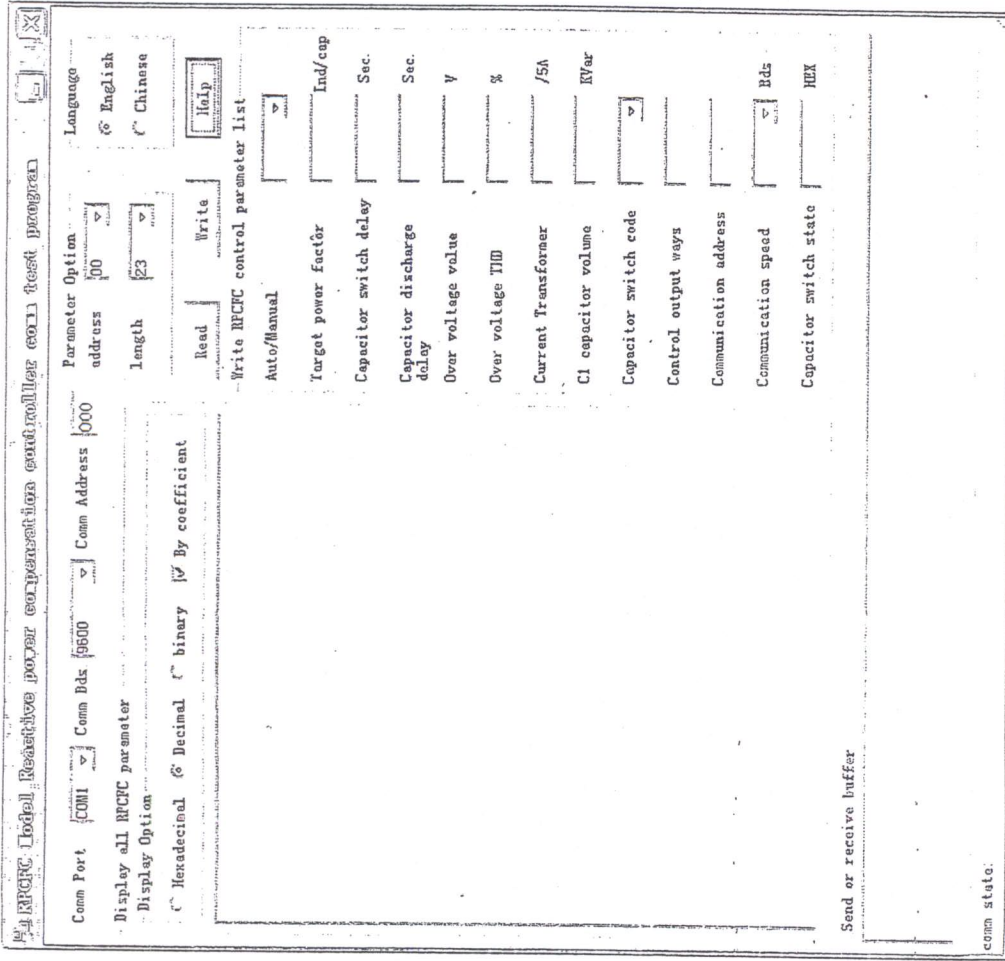 RPCFC Model Reactive power compensation controller com test program
Comm Port COM1 Comm Bds 9600 Comm Address 000
Display all RPCFC parameter
Display Option
Hexadecimal Decimal binary By coefficient
Parameter Option
address 00
length 23
Language
English
Chinese
Read Write Help
Write RPCFC control parameter list
Auto/Manual
Target power factor Ind/cap
Capacitor switch delay Sec.
Capacitor discharge delay Sec.
Over voltage value V
Over voltage THD %
Current Transformer /5A
C1 capacitor volume KVar
Capacitor switch code
Control output ways
Communication address
Communication speed Bds
Capacitor switch state HEX
Send or receive buffer
comm state: